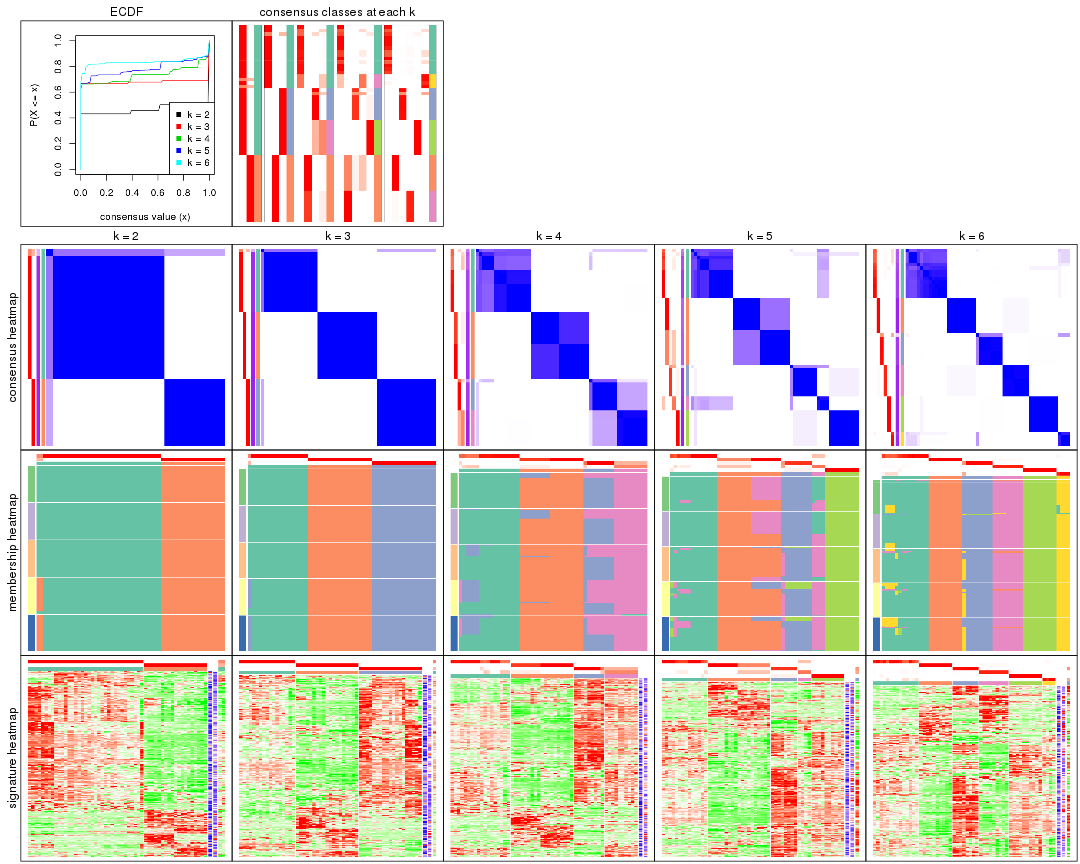 ECDF
consensus classes at each k
P(X <= x)
0.0 0.2 0.4 0.6 0.8 1.0
k = 2
k = 3
k = 4
k = 5
k = 6
0.0 0.2 0.4 0.6 0.8 1.0
consensus value (x)
k = 2
k = 3
k = 4
k = 5
k = 6
consensus heatmap
membership heatmap
signature heatmap